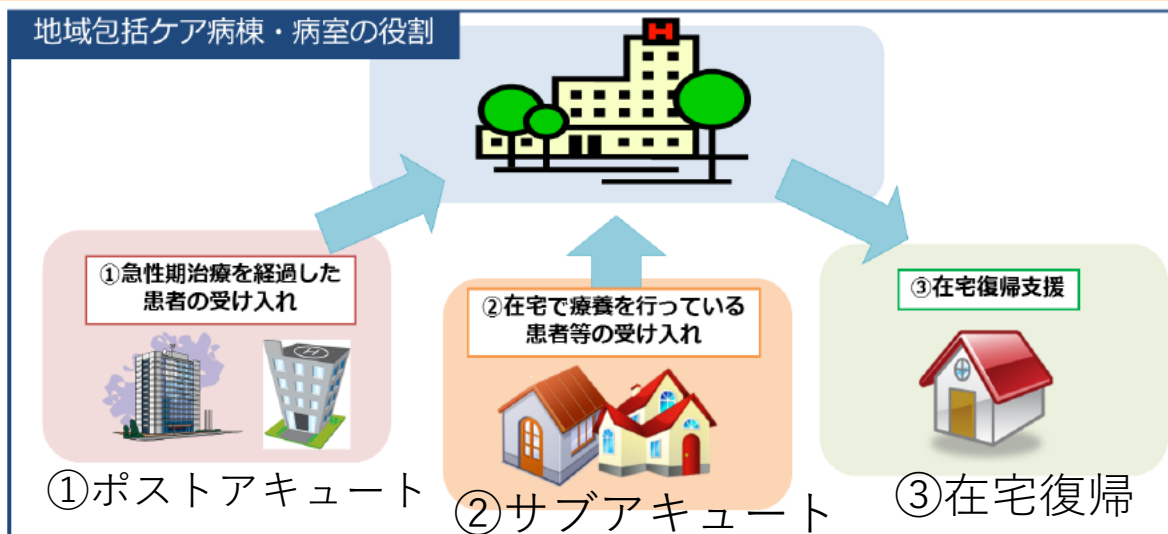 地域包括ケア病棟・病室の役割
H
①急性期治療を経過した
患者の受け入れ
H
①ポストアキュート
②在宅で療養を行っている
患者等の受け入れ
②サブアキュート
③在宅復帰支援
③在宅復帰